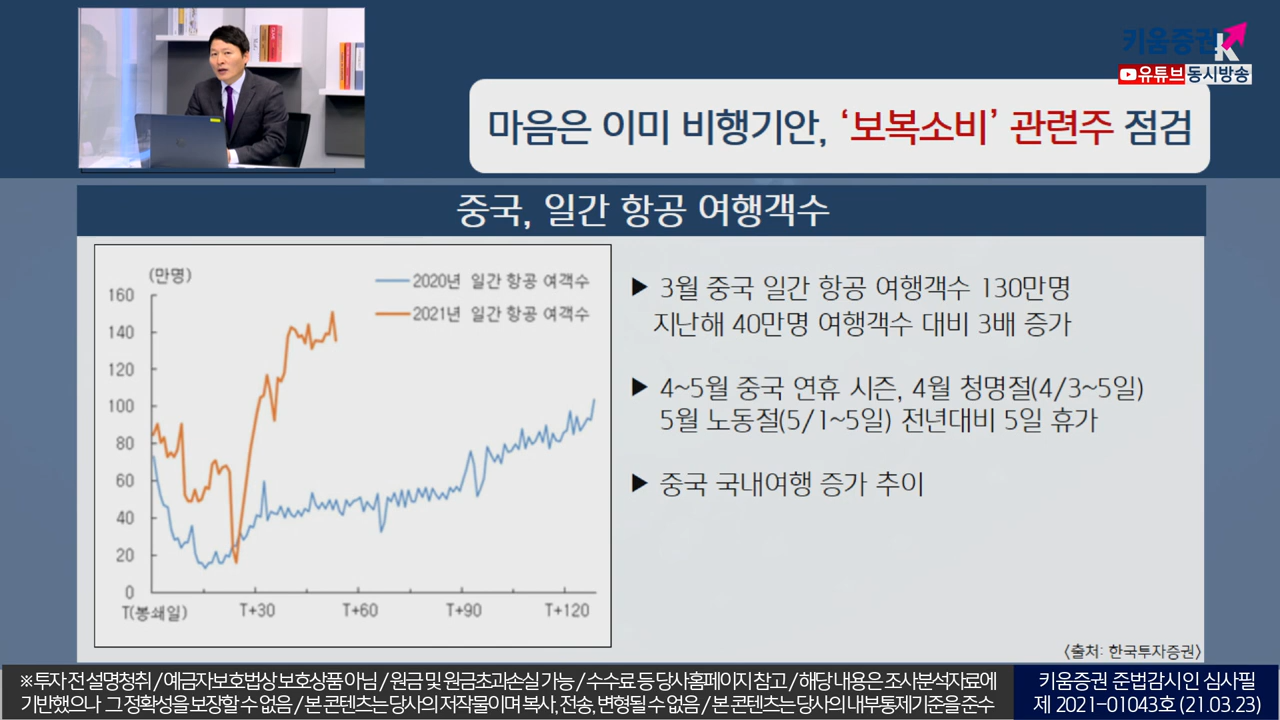 키움증권
유튜브동시방송
마음은 이미 비행기안, ‘보복소비’ 관련주 점검
중국, 일간 항공 여행객수
(만명)
2020년 일간 항공 여객수
2021년 일간 항공 여객수
160
140
120
100
80
60
40
20
0
T(봉쇄일) T+30 T+60 T+90 T+120
▶ 3월 중국 일간 항공 여행객수 130만명
지난해 40만명 여행객수 대비 3배 증가
▶ 4~5월 중국 연휴 시즌, 4월 청명절(4/3~5일)
5월 노동절(5/1~5일) 전년대비 5일 휴가
▶ 중국 국내여행 증가 추이
<출처: 한국투자증권>
※ 투자 전 설명청취 / 예금자보호법상 보호상품 아님 / 원금 및 원금초과손실 가능 / 수수료 등 당사홈페이지 참고 / 해당 내용은 조사분석자료에
기반했으나 그 정확성을 보장할 수 없음 / 본 콘텐츠는 당사의 저작물이며 복사, 전송, 변형될 수 없음 / 본 콘텐츠는 당사의 내부통제기준을 준수
키움증권 준법감시인 심사필
제 2021-01043호 (21.03.23)